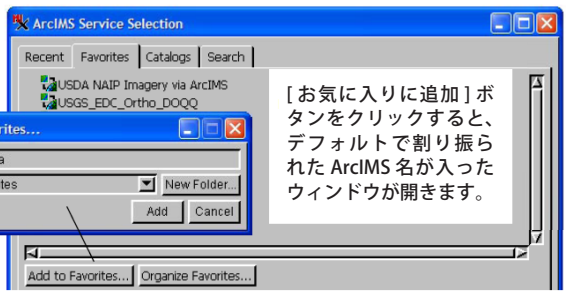 ArcIMS Service Selection
Recent Favorites Catalogs Search
USDA NAIP Imagery via ArcIMS
USGS_EDC_Ortho_DOQQ
[お気に入りに追加]ボ
タンをクリックすると、
デフォルトで割り振ら
れた ArcIMS 名が入った
ウィンドウが開きます。
New Folder...
Add Cancel
Add to Favorites... Organize Favorites...